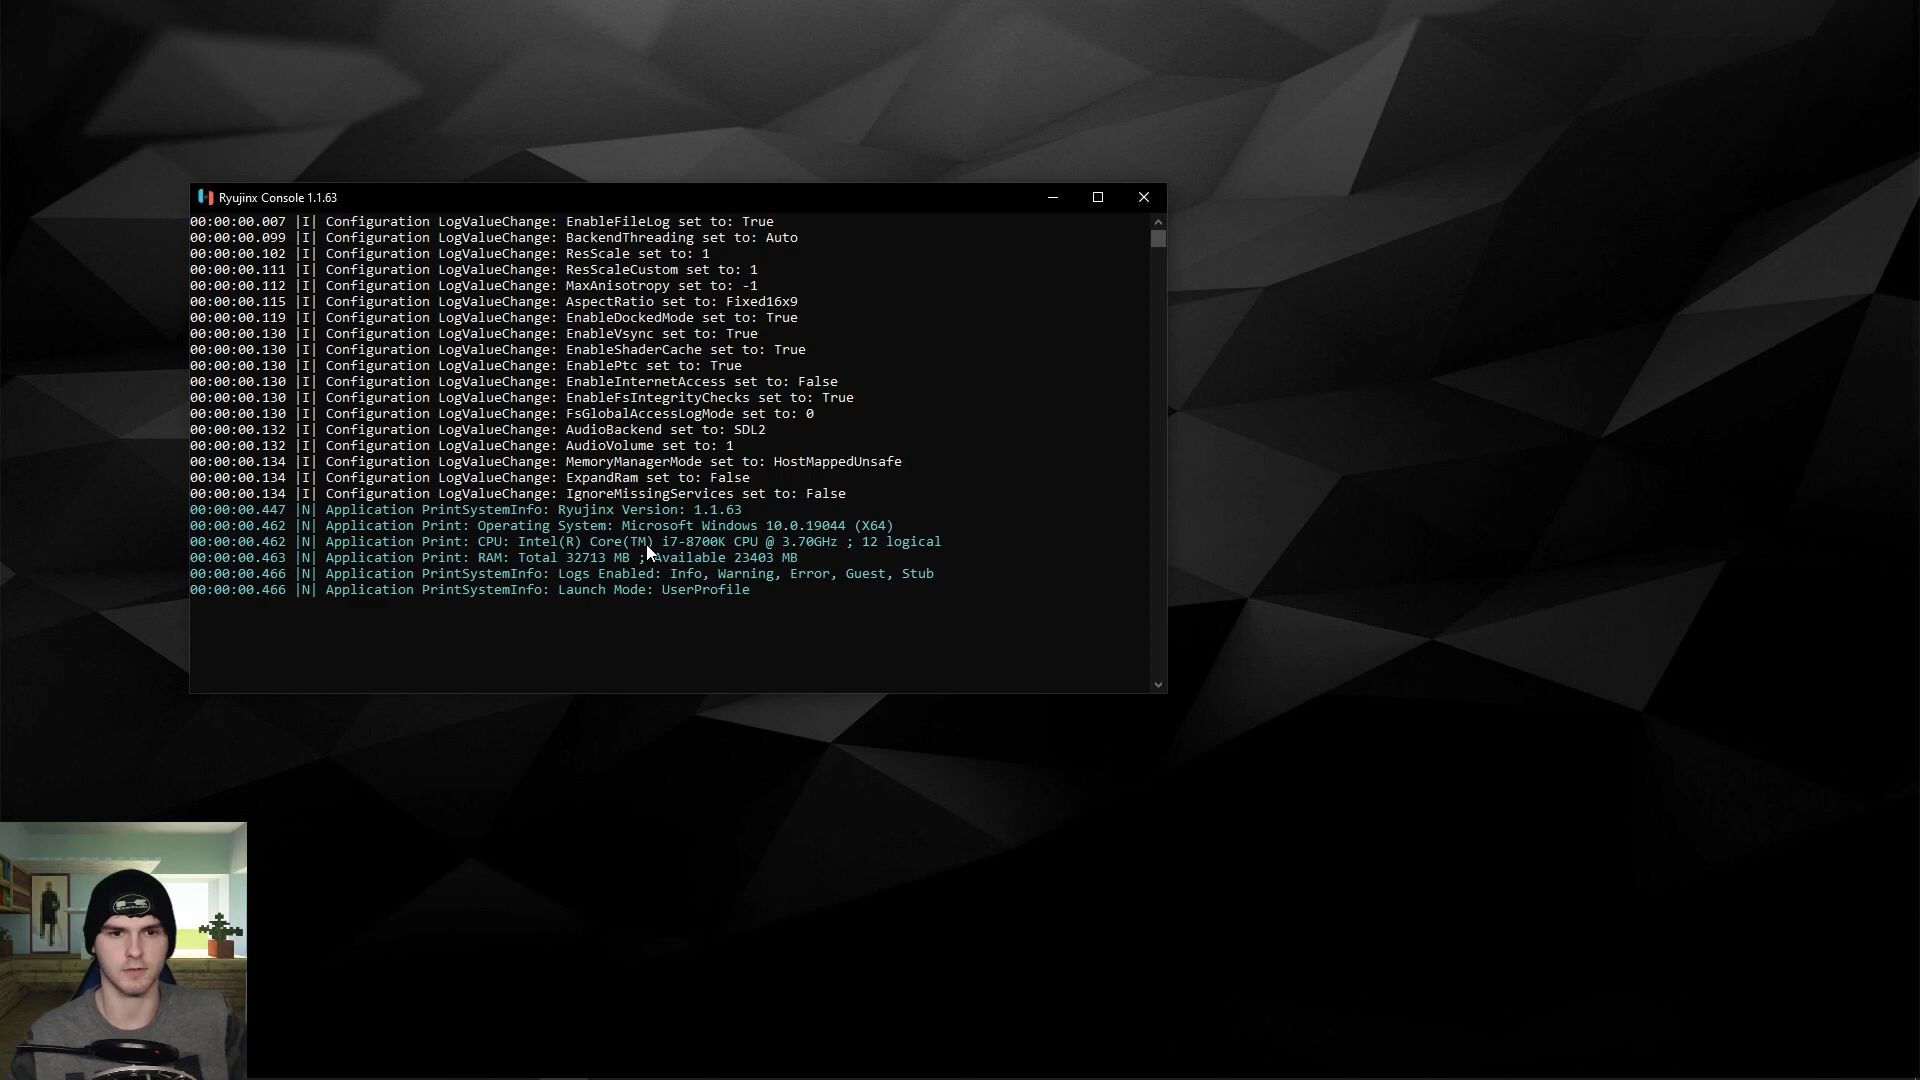 Ryujinx Console 1.1.63
00:00:00.007 |I| Configuration LogValueChange: EnableFileLog set to: True
00:00:00.099 |I| Configuration LogValueChange: BackendThreading set to: Auto
00:00:00.102 |I| Configuration LogValueChange: ResScale set to: 1
00:00:00.111 |I| Configuration LogValueChange: ResScaleCustom set to: 1
00:00:00.112 |I| Configuration LogValueChange: MaxAnisotropy set to: -1
00:00:00.115 |I| Configuration LogValueChange: AspectRatio set to: Fixed16x9
00:00:00.119 |I| Configuration LogValueChange: EnableDockedMode set to: True
00:00:00.130 |I| Configuration LogValueChange: EnableVsync set to: True
00:00:00.130 |I| Configuration LogValueChange: EnableShaderCache set to: True
00:00:00.130 |I| Configuration LogValueChange: EnablePtc set to: True
00:00:00.130 |I| Configuration LogValueChange: EnableInternetAccess set to: False
00:00:00.130 |I| Configuration LogValueChange: EnableFsIntegrityChecks set to: True
00:00:00.130 |I| Configuration LogValueChange: FsGlobalAccessLogMode set to: 0
00:00:00.132 |I| Configuration LogValueChange: AudioBackend set to: SDL2
00:00:00.132 |I| Configuration LogValueChange: AudioVolume set to: 1
00:00:00.134 |I| Configuration LogValueChange: MemoryManagerMode set to: HostMappedUnsafe
00:00:00.134 |I| Configuration LogValueChange: ExpandRam set to: False
00:00:00.134 |I| Configuration LogValueChange: IgnoreMissingServices set to: False
00:00:00.447 |N| Application PrintSystemInfo: Ryujinx Version: 1.1.63
00:00:00.462 |N| Application Print: Operating System: Microsoft Windows 10.0.19044 (X64)
00:00:00.462 |N| Application Print: CPU: Intel(R) Core(TM) i7-8700K CPU @ 3.70GHz ; 12 logical
00:00:00.463 |N| Application Print: RAM: Total 32713 MB ; Available 23403 MB
00:00:00.466 |N| Application PrintSystemInfo: Logs Enabled: Info, Warning, Error, Guest, Stub
00:00:00.466 |N| Application PrintSystemInfo: Launch Mode: UserProfile